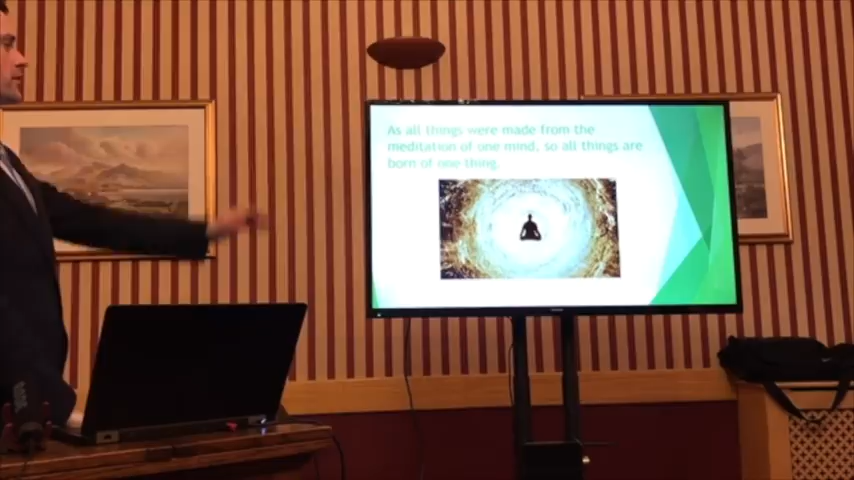 As all things were made from the
meditation of one mind, so all things are
born of one thing.